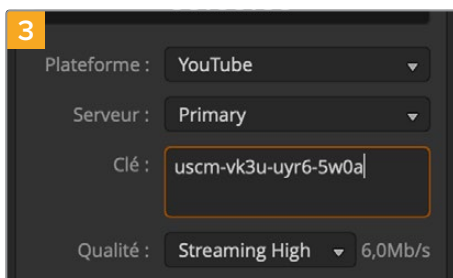 3
Plateforme : YouTube
Serveur : Primary
Clé : uscm-vk3u-uyr6-5w0a
Qualité : Streaming High 6,0Mb/s